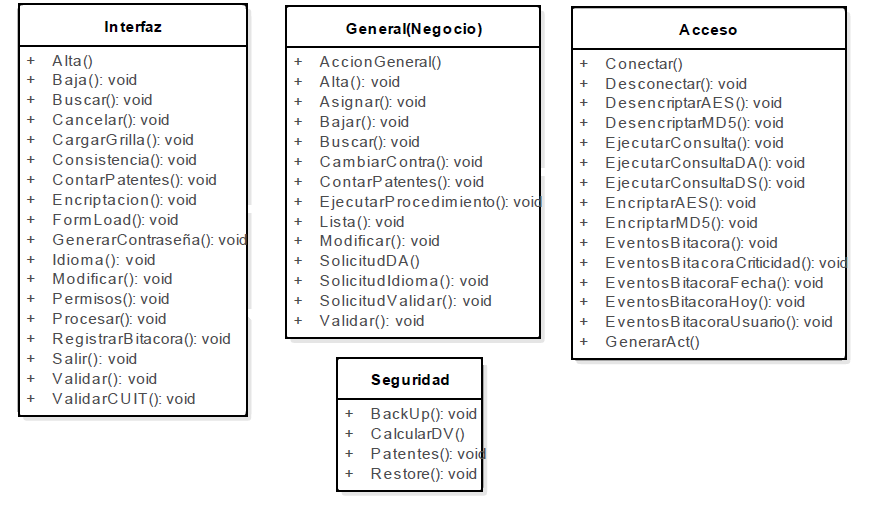 Interfaz
+ Alta()
+ Baja(): void
+ Buscar(): void
+ Cancelar(): void
+ CargarGrilla(): void
+ Consistencia(): void
+ ContarPatentes(): void
+ Encriptacion(): void
+ FormLoad(): void
+ GenerarContraseña(): void
+ Idioma(): void
+ Modificar(): void
+ Permisos(): void
+ Procesar(): void
+ RegistrarBitacora(): void
+ Salir(): void
+ Validar(): void
+ ValidarCUIT(): void
General(Negocio)
+ AccionGeneral()
+ Alta(): void
+ Asignar(): void
+ Bajar(): void
+ Buscar(): void
+ CambiarContra(): void
+ ContarPatentes(): void
+ EjecutarProcedimiento(): void
+ Lista(): void
+ Modificar(): void
+ SolicitudDA()
+ SolicitudIdioma(): void
+ SolicitudValidar(): void
+ Validar(): void
Acceso
+ Conectar()
+ Desconectar(): void
+ DesencriptarAES(): void
+ DesencriptarMD5(): void
+ EjecutarConsulta(): void
+ EjecutarConsultaDA(): void
+ EjecutarConsultaDS(): void
+ EncriptarAES(): void
+ EncriptarMD5(): void
+ EventosBitacora(): void
+ EventosBitacoraCriticidad(): void
+ EventosBitacoraFecha(): void
+ EventosBitacoraHoy(): void
+ EventosBitacoraUsuario(): void
+ GenerarAct()
Seguridad
+ BackUp(): void
+ CalcularDV()
+ Patentes(): void
+ Restore(): void